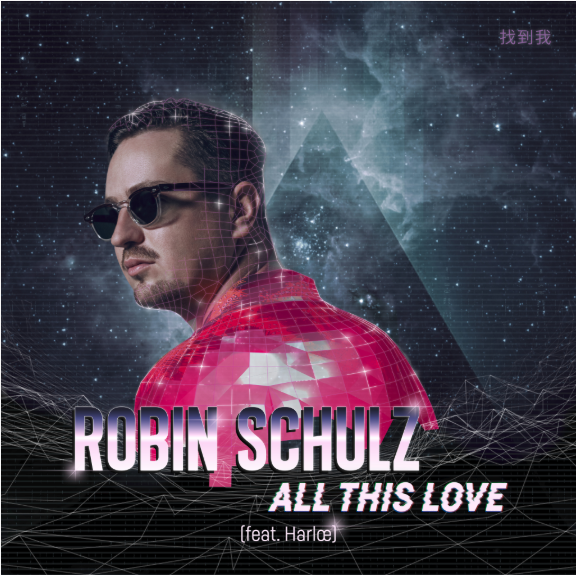 找到我
ROBIN SCHULZ
ALL THIS LOVE
(feat. Harlœ)